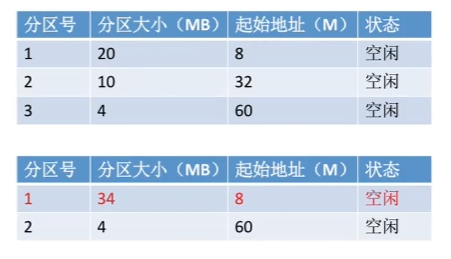 分区号 分区大小（MB） 起始地址（M） 状态
1 20 8 空闲
2 10 32 空闲
3 4 60 空闲
分区号 分区大小（MB） 起始地址（M） 状态
1 34 8 空闲
2 4 60 空闲